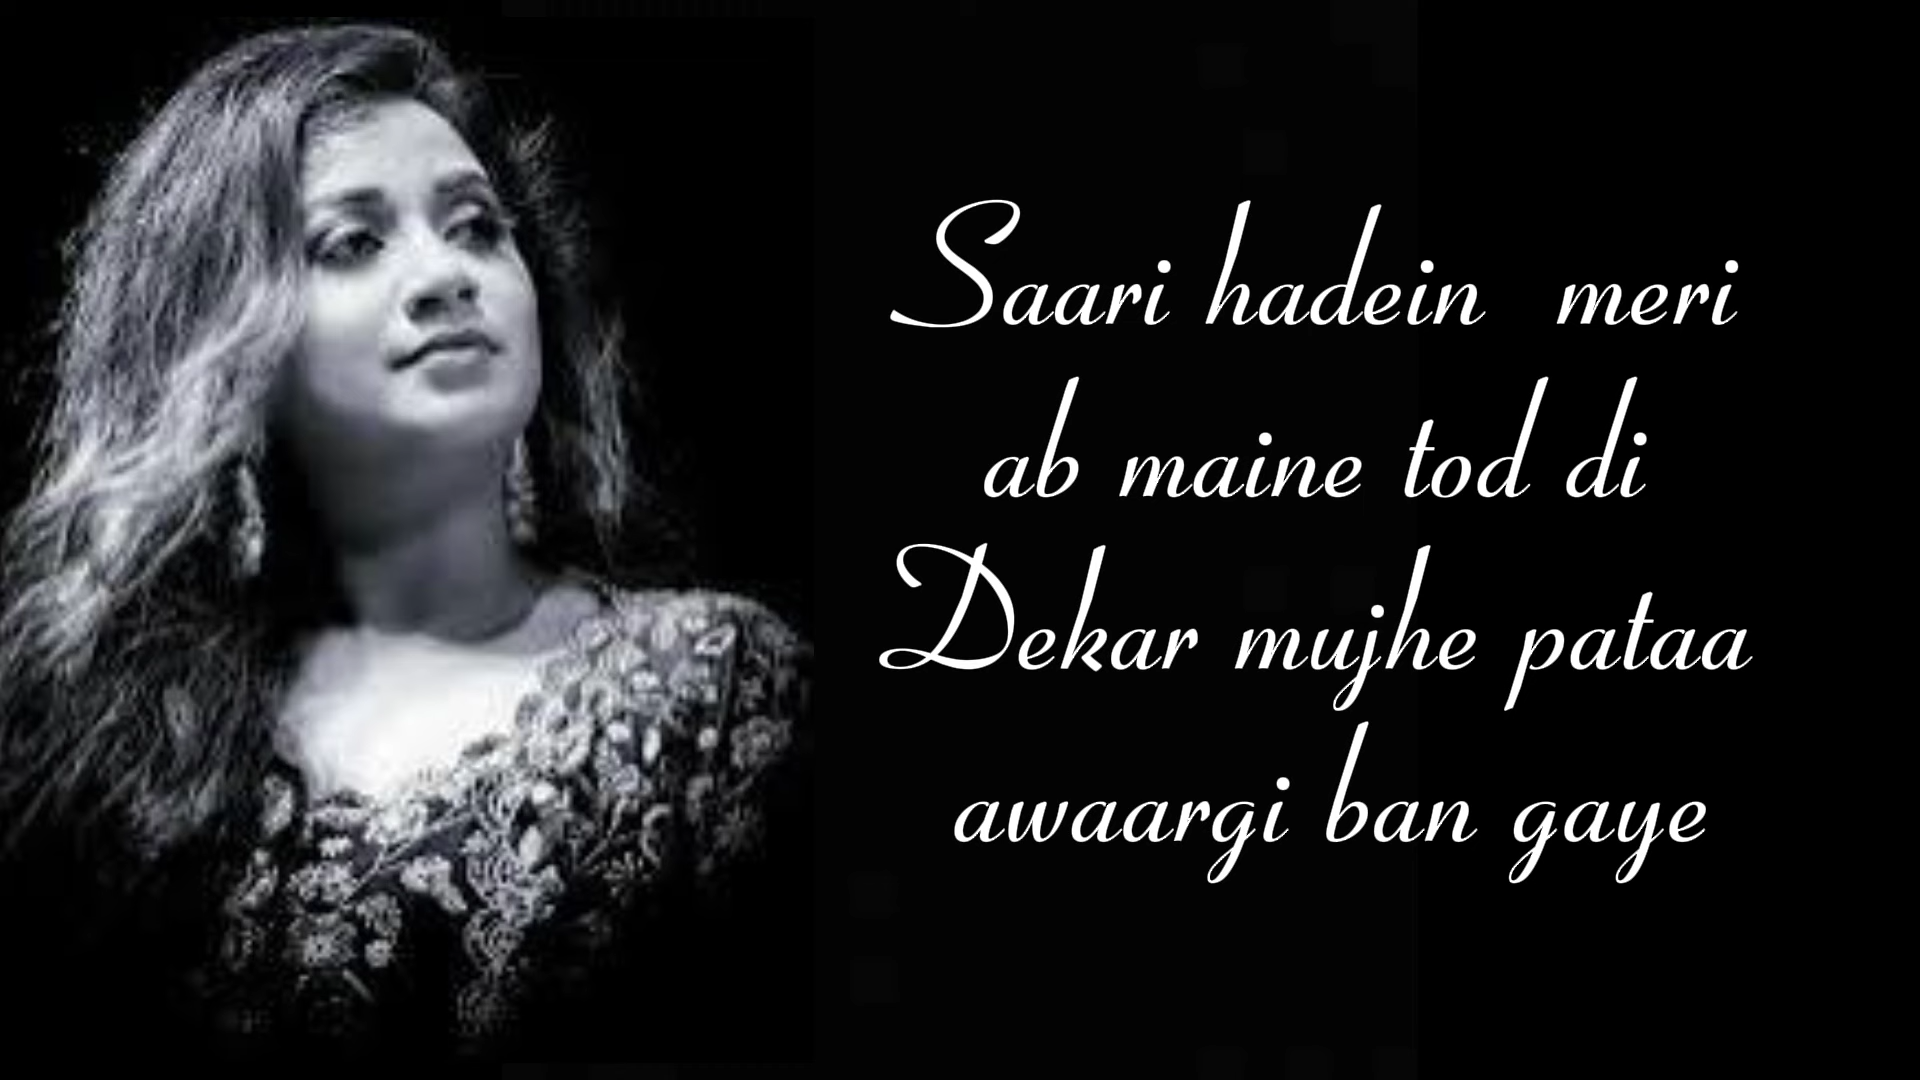 Saari hadein meri
ab maine tod di
Dekar mujhe pataa
awaargi ban gaye